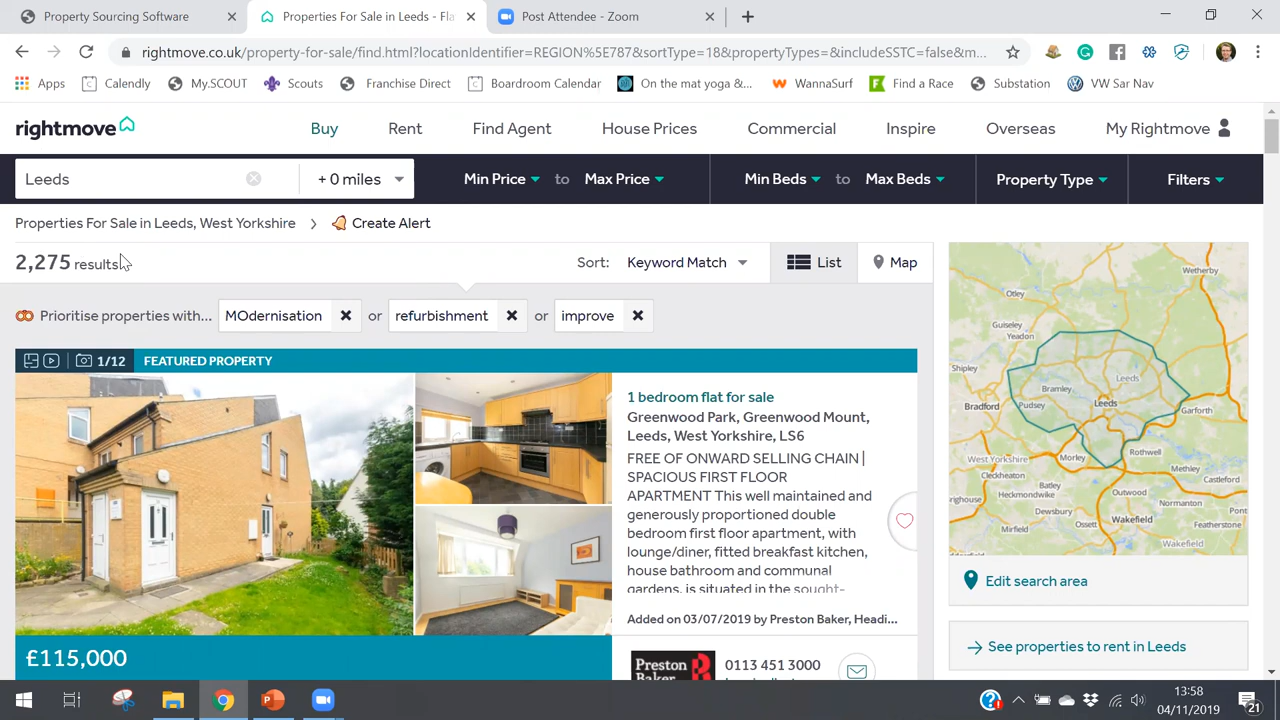 Property Sourcing Software
Properties For Sale in Leeds - Fla
Post Attendee - Zoom
rightmove.co.uk/property-for-sale/find.html?locationIdentifier=REGION%5E787&sortType=18&propertyTypes=&includeSSTC=false&m...
Apps
Calendly
My.SCOUT
Scouts
Franchise Direct
Boardroom Calendar
On the mat yoga &...
WannaSurf
Find a Race
Substation
VW Sar Nav
rightmove
Buy
Rent
Find Agent
House Prices
Commercial
Inspire
Overseas
My Rightmove
Leeds
+ 0 miles
Min Price
to
Max Price
Min Beds
to
Max Beds
Property Type
Filters
Properties For Sale in Leeds, West Yorkshire
Create Alert
2,275 results
Sort:
Keyword Match
List
Map
Prioritise properties with...
MOdernisation
or
refurbishment
or
improve
1/12
FEATURED PROPERTY
1 bedroom flat for sale
Greenwood Park, Greenwood Mount,
Leeds, West Yorkshire, LS6
FREE OF ONWARD SELLING CHAIN |
SPACIOUS FIRST FLOOR
APARTMENT This well maintained and
generously proportioned double
bedroom first floor apartment, with
lounge/diner, fitted breakfast kitchen,
house bathroom and communal
gardens, is situated in the sought-
Added on 03/07/2019 by Preston Baker, Headi...
£115,000
Preston
Baker
0113 451 3000
Wetherby
Otley
Guiseley
Yeadon
Shipley
Leeds
Bramley
Bradford
Pudsey
Leeds
Garforth
Morley
Rothwell
West Yorkshire
Cleckheaton
Methley
Castleford
Heckmondwike
Outwood
righouse
Dewsbury
Ossett
Wakefield
Pontefract
Featherstone
Mirfield
Wakefield
Edit search area
See properties to rent in Leeds
13:58
04/11/2019
21